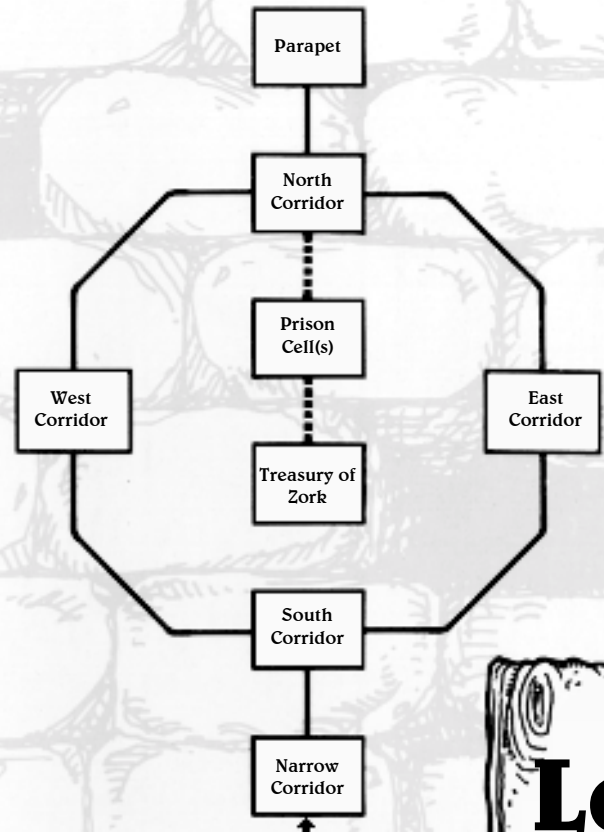 Parapet
North
Corridor
Prison
Cell(s)
West
Corridor
East
Corridor
Treasury of
Zork
South
Corridor
Narrow
Corridor